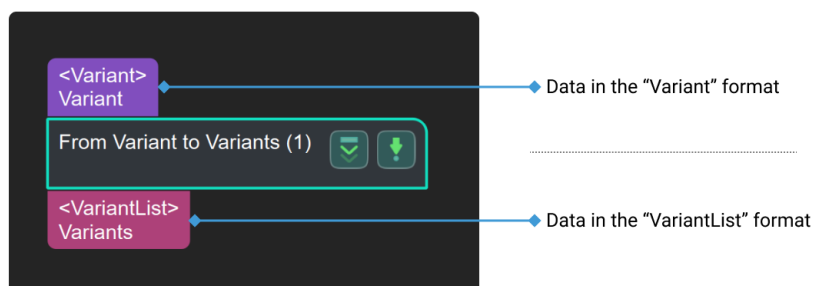 <Variant>
Variant
Data in the “Variant” format
From Variant to Variants (1)
<VariantList>
Variants
Data in the “VariantList” format